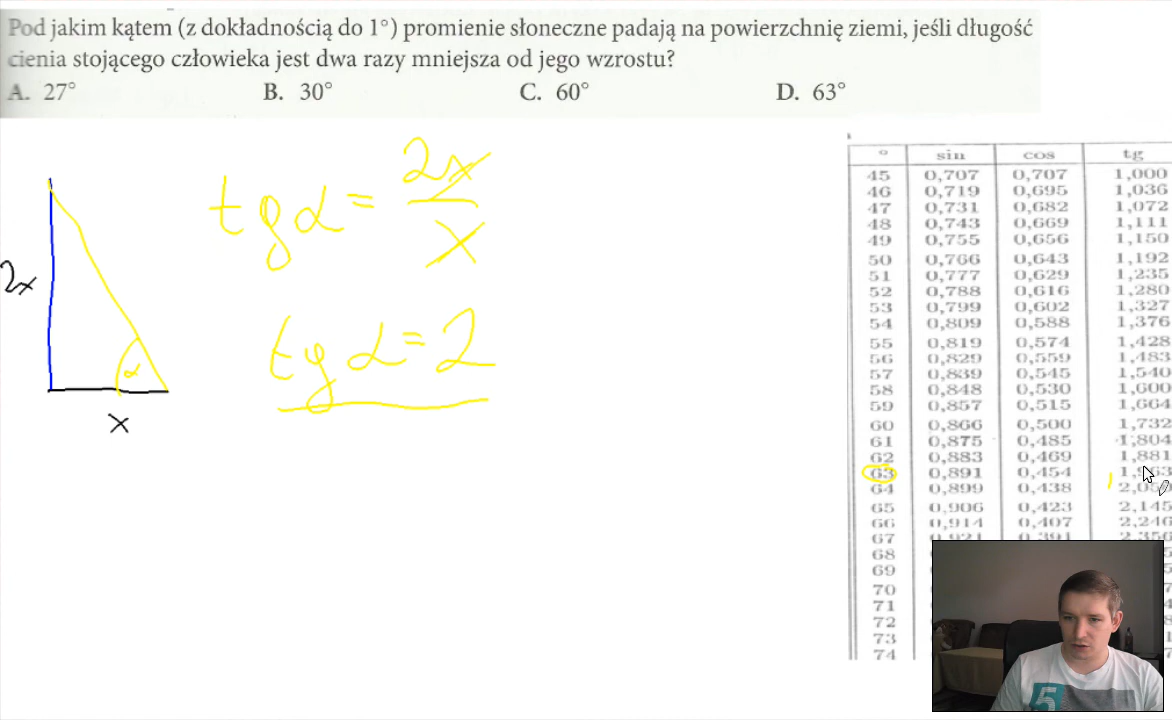 Pod jakim kątem (z dokładnością do 1°) promienie słoneczne padają na powierzchnię ziemi, jeśli długość
cienia stojącego człowieka jest dwa razy mniejsza od jego wzrostu?
A. 27° B. 30° C. 60° D. 63°
tg α = 2x / x
2x
tg α = 2
α
x
° sin cos tg
45 0,707 0,707 1,000
46 0,719 0,695 1,036
47 0,731 0,682 1,072
48 0,743 0,669 1,111
49 0,755 0,656 1,150
50 0,766 0,643 1,192
51 0,777 0,629 1,235
52 0,788 0,616 1,280
53 0,799 0,602 1,327
54 0,809 0,588 1,376
55 0,819 0,574 1,428
56 0,829 0,559 1,483
57 0,839 0,545 1,540
58 0,848 0,530 1,600
59 0,857 0,515 1,664
60 0,866 0,500 1,732
61 0,875 0,485 1,804
62 0,883 0,469 1,881
63 0,891 0,454
64 0,899 0,438
65 0,906 0,423 2,145
66 0,914 0,407 2,246
67
68
69
70
71
72
73
74
5